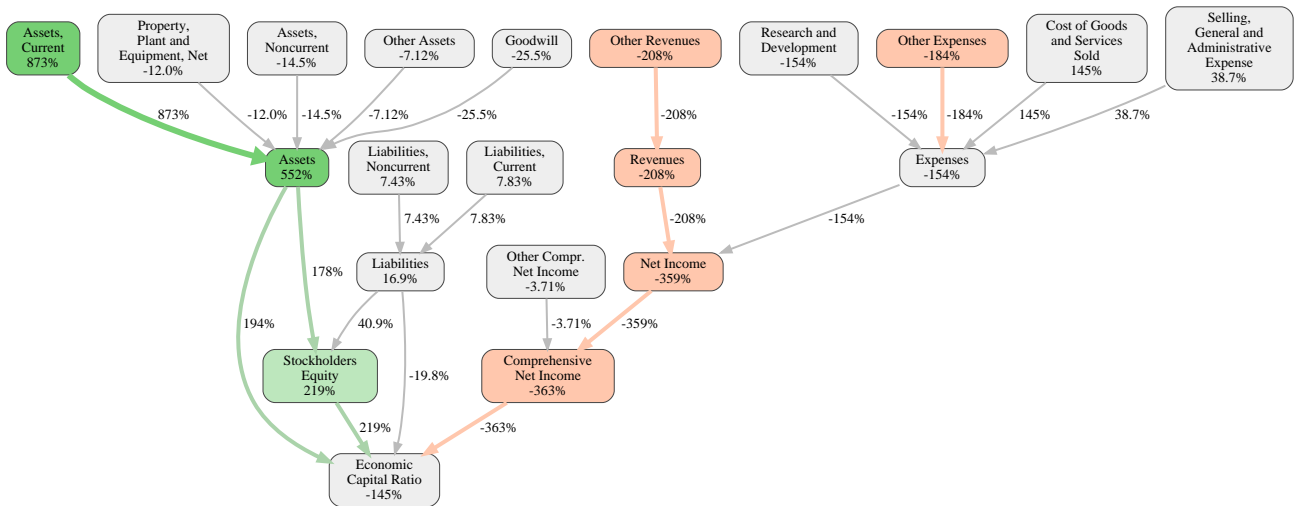 Assets,
Current
873%
Property,
Plant and
Equipment, Net
-12.0%
Assets,
Noncurrent
-14.5%
Other Assets
-7.12%
Goodwill
-25.5%
Other Revenues
-208%
Research and
Development
-154%
Other Expenses
-184%
Cost of Goods
and Services
Sold
145%
Selling,
General and
Administrative
Expense
38.7%
873%
-12.0%
-14.5%
-7.12%
-25.5%
-208%
-154%
-184%
145%
38.7%
Assets
552%
Liabilities,
Noncurrent
7.43%
Liabilities,
Current
7.83%
Revenues
-208%
Expenses
-154%
7.43%
7.83%
-208%
-154%
178%
Liabilities
16.9%
Other Compr.
Net Income
-3.71%
Net Income
-359%
194%
40.9%
-3.71%
-359%
Stockholders
Equity
219%
-19.8%
Comprehensive
Net Income
-363%
219%
-363%
Economic
Capital Ratio
-145%